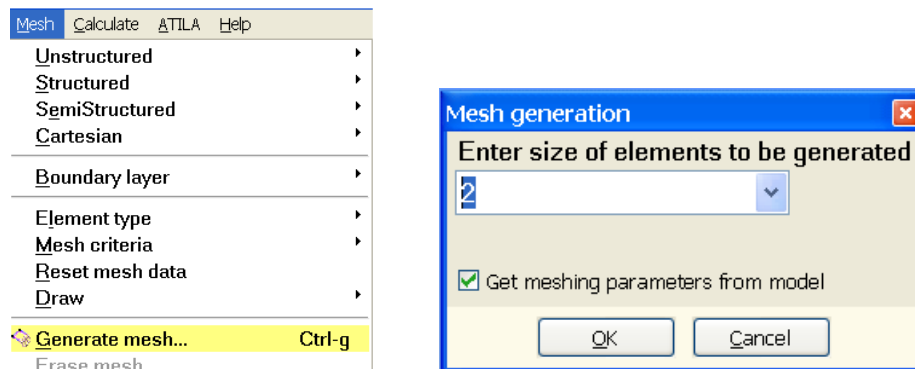 Mesh Calculate ATILA Help
Unstructured
Structured
SemiStructured
Cartesian
Boundary layer
Element type
Mesh criteria
Reset mesh data
Draw
Generate mesh... Ctrl-g
Erase mesh
Mesh generation
Enter size of elements to be generated
2
Get meshing parameters from model
OK Cancel